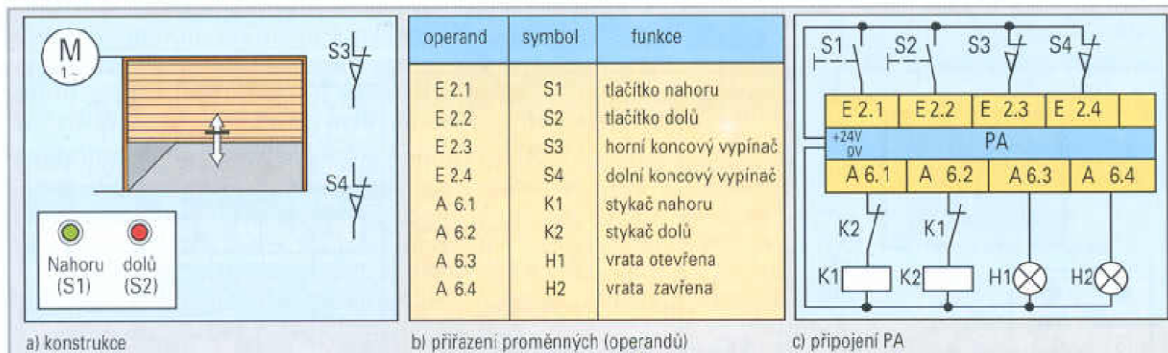 M
1~
S3
S4
Nahoru
(S1)
dolů
(S2)
a) konstrukce
operand symbol funkce
E 2.1 S1 tlačítko nahoru
E 2.2 S2 tlačítko dolů
E 2.3 S3 horní koncový vypínač
E 2.4 S4 dolní koncový vypínač
A 6.1 K1 stykač nahoru
A 6.2 K2 stykač dolů
A 6.3 H1 vrata otevřena
A 6.4 H2 vrata zavřena
b) přiřazení proměnných (operandů)
S1 S2 S3 S4
E 2.1 E 2.2 E 2.3 E 2.4
+24V
0V
PA
A 6.1 A 6.2 A 6.3 A 6.4
K2 K1
K1 K2 H1 H2
c) připojení PA